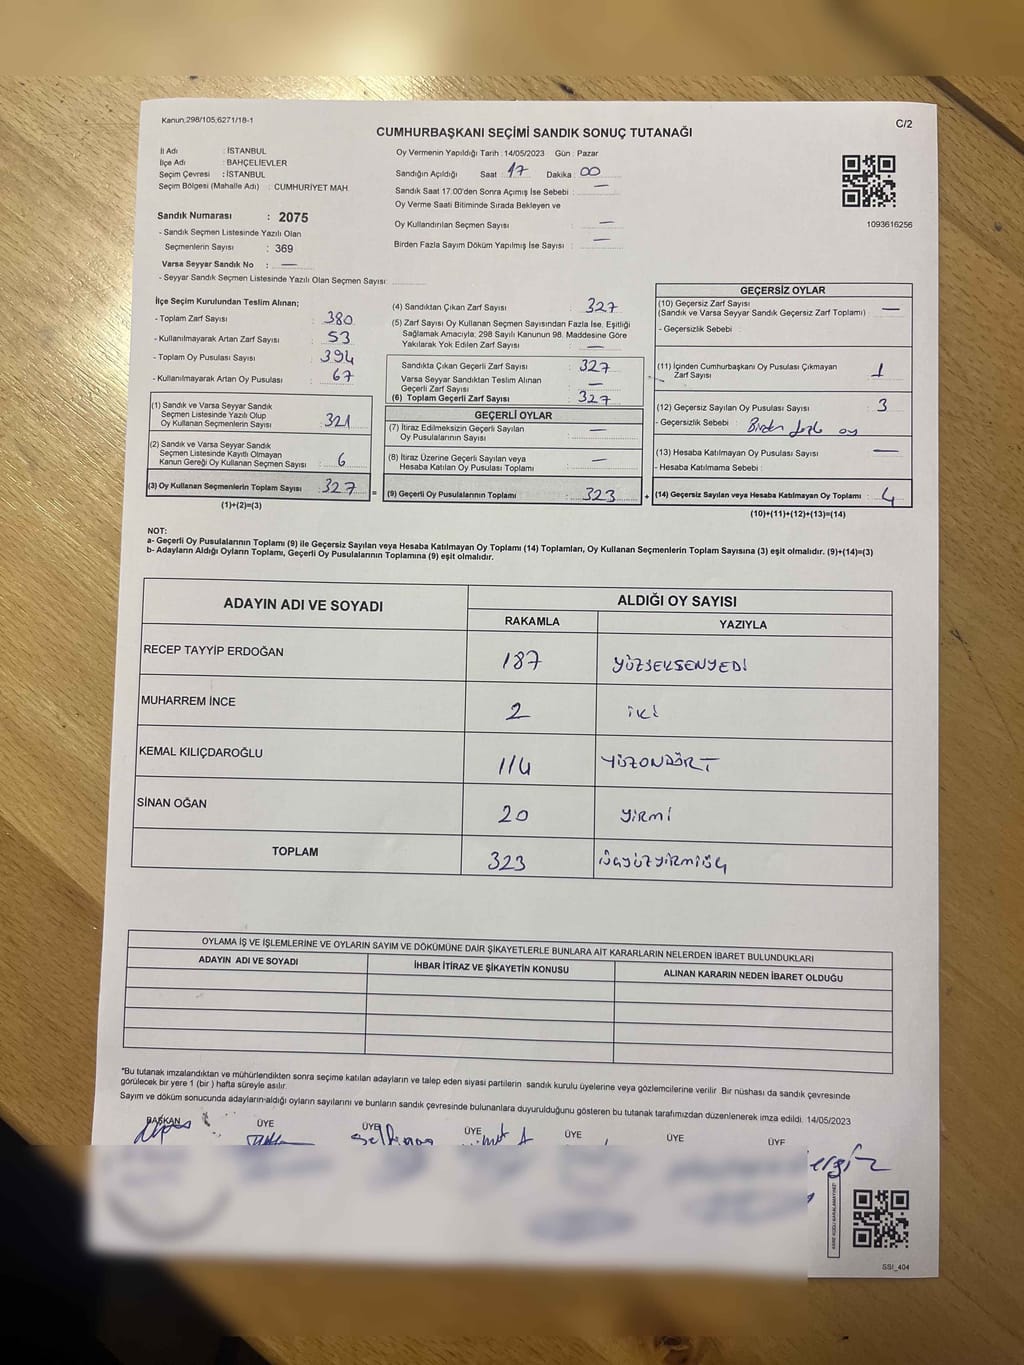 Kanun,298/105,6271/18-1
C/2
CUMHURBAŞKANI SEÇİMİ SANDIK SONUÇ TUTANAĞI
İl Adı : İSTANBUL
İlçe Adı : BAHÇELİEVLER
Seçim Çevresi : İSTANBUL
Seçim Bölgesi (Mahalle Adı) : CUMHURİYET MAH.
Sandık Numarası : 2075
- Sandık Seçmen Listesinde Yazılı Olan
Seçmenlerin Sayısı : 369
Varsa Seyyar Sandık No : —
- Seyyar Sandık Seçmen Listesinde Yazılı Olan Seçmen Sayısı:
Oy Vermenin Yapıldığı Tarih : 14/05/2023 Gün : Pazar
Sandığın Açıldığı Saat : 17 Dakika : 00
Sandık Saat 17:00'den Sonra Açımış İse Sebebi : —
Oy Verme Saati Bitiminde Sırada Bekleyen ve
Oy Kullandırılan Seçmen Sayısı : —
Birden Fazla Sayım Döküm Yapılmış İse Sayısı : —
1093616256
İlçe Seçim Kurulundan Teslim Alınan;
- Toplam Zarf Sayısı : 380
- Kullanılmayarak Artan Zarf Sayısı : 53
- Toplam Oy Pusulası Sayısı : 394
- Kullanılmayarak Artan Oy Pusulası : 67
(1) Sandık ve Varsa Seyyar Sandık
Seçmen Listesinde Yazılı Olup
Oy Kullanan Seçmenlerin Sayısı : 321
(2) Sandık ve Varsa Seyyar Sandık
Seçmen Listesinde Kayıtlı Olmayan
Kanun Gereği Oy Kullanan Seçmen Sayısı : 6
(3) Oy Kullanan Seçmenlerin Toplam Sayısı : 327
(1)+(2)=(3)
=
(4) Sandıktan Çıkan Zarf Sayısı : 327
(5) Zarf Sayısı Oy Kullanan Seçmen Sayısından Fazla İse, Eşitliği
Sağlamak Amacıyla; 298 Sayılı Kanunun 98. Maddesine Göre
Yakılarak Yok Edilen Zarf Sayısı : —
Sandıkta Çıkan Geçerli Zarf Sayısı : 327
Varsa Seyyar Sandıktan Teslim Alınan
Geçerli Zarf Sayısı : —
(6) Toplam Geçerli Zarf Sayısı : 327
GEÇERLİ OYLAR
(7) İtiraz Edilmeksizin Geçerli Sayılan
Oy Pusulalarının Sayısı : —
(8) İtiraz Üzerine Geçerli Sayılan veya
Hesaba Katılan Oy Pusulası Toplamı : —
(9) Geçerli Oy Pusulalarının Toplamı : 323
+
GEÇERSİZ OYLAR
(10) Geçersiz Zarf Sayısı
(Sandık ve Varsa Seyyar Sandık Geçersiz Zarf Toplamı) : —
- Geçersizlik Sebebi :
(11) İçinden Cumhurbaşkanı Oy Pusulası Çıkmayan
Zarf Sayısı : 1
(12) Geçersiz Sayılan Oy Pusulası Sayısı : 3
- Geçersizlik Sebebi : Birden fazla oy
(13) Hesaba Katılmayan Oy Pusulası Sayısı : —
- Hesaba Katılmama Sebebi :
(14) Geçersiz Sayılan veya Hesaba Katılmayan Oy Toplamı : 4
(10)+(11)+(12)+(13)=(14)
NOT:
a- Geçerli Oy Pusulalarının Toplamı (9) ile Geçersiz Sayılan veya Hesaba Katılmayan Oy Toplamı (14) Toplamları, Oy Kullanan Seçmenlerin Toplam Sayısına (3) eşit olmalıdır. (9)+(14)=(3)
b- Adayların Aldığı Oyların Toplamı, Geçerli Oy Pusulalarının Toplamına (9) eşit olmalıdır.
ADAYIN ADI VE SOYADI
ALDIĞI OY SAYISI
RAKAMLA YAZIYLA
RECEP TAYYİP ERDOĞAN 187 YÜZSEKSENYEDİ
MUHARREM İNCE 2 İKİ
KEMAL KILIÇDAROĞLU 114 YÜZONDÖRT
SİNAN OĞAN 20 YİRMİ
TOPLAM 323 ÜÇYÜZYİRMİÜÇ
OYLAMA İŞ VE İŞLEMLERİNE VE OYLARIN SAYIM VE DÖKÜMÜNE DAİR ŞİKAYETLERLE BUNLARA AİT KARARLARIN NELERDEN İBARET BULUNDUKLARI
ADAYIN ADI VE SOYADI İHBAR İTİRAZ VE ŞİKAYETİN KONUSU ALINAN KARARIN NEDEN İBARET OLDUĞU
*Bu tutanak imzalandıktan ve mühürlendikten sonra seçime katılan adayların ve talep eden siyasi partilerin sandık kurulu üyelerine veya gözlemcilerine verilir. Bir nüshası da sandık çevresinde
görülecek bir yere 1 (bir) hafta süreyle asılır.
Sayım ve döküm sonucunda adayların aldığı oyların sayılarını ve bunların sandık çevresinde bulunanlara duyurulduğunu gösteren bu tutanak tarafımızdan düzenlenerek imza edildi. 14/05/2023
BAŞKAN ÜYE ÜYE ÜYE ÜYE ÜYE ÜYE
SSI_404